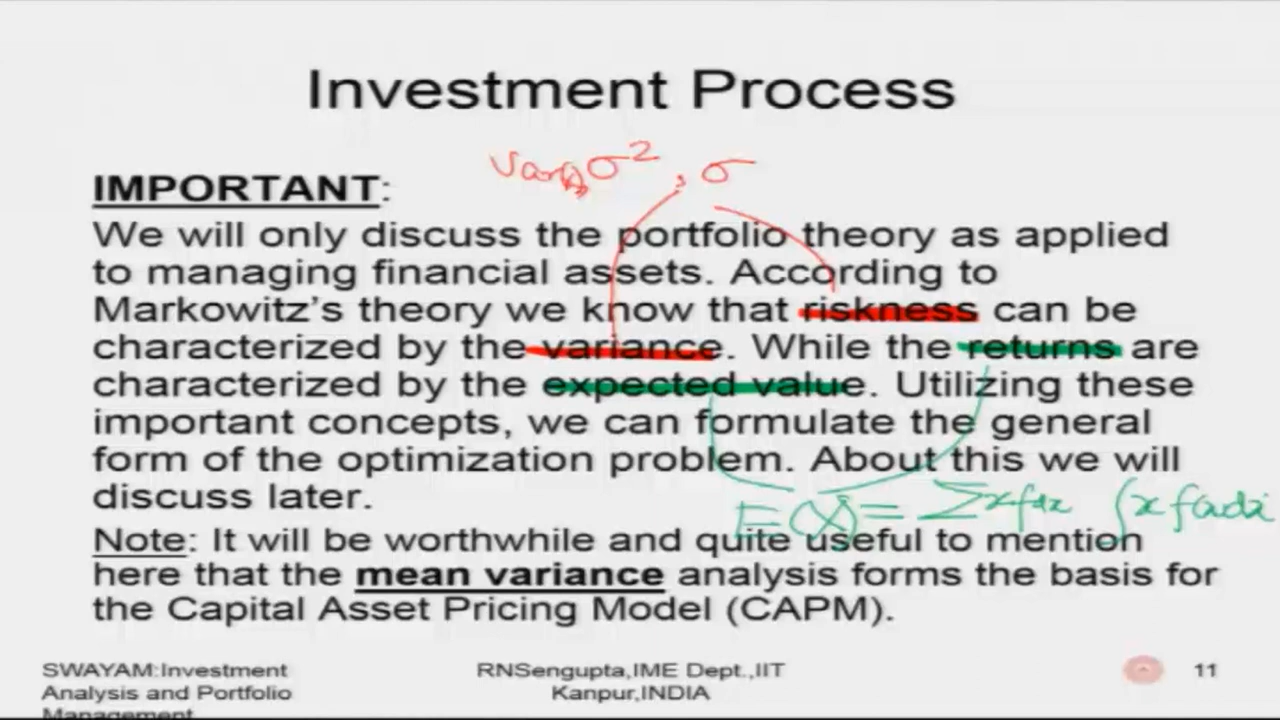 Investment Process
σ² , σ
IMPORTANT:
We will only discuss the portfolio theory as applied
to managing financial assets. According to
Markowitz's theory we know that riskness can be
characterized by the variance. While the returns are
characterized by the expected value. Utilizing these
important concepts, we can formulate the general
form of the optimization problem. About this we will
discuss later.
E(X) =
Note: It will be worthwhile and quite useful to mention
here that the mean variance analysis forms the basis for
the Capital Asset Pricing Model (CAPM).
SWAYAM:Investment
Analysis and Portfolio
Management
RNSengupta,IME Dept.,IIT
Kanpur,INDIA
11